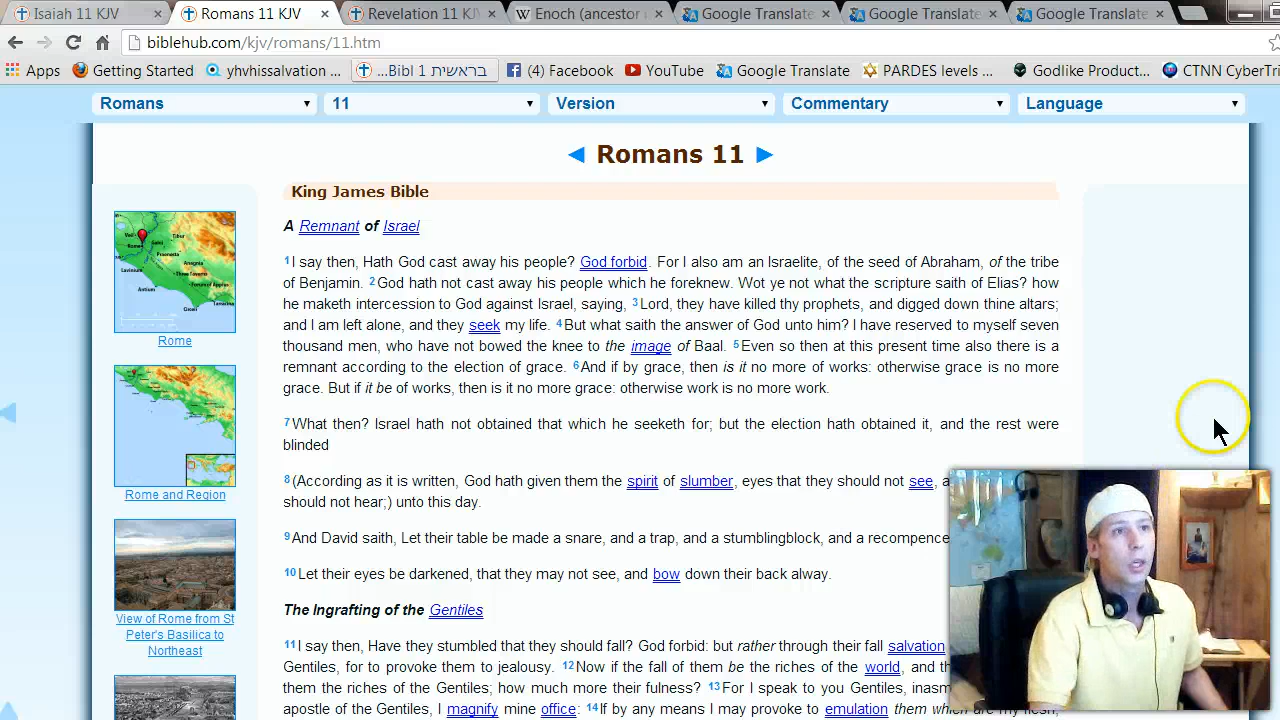 Isaiah 11 KJV
Romans 11 KJV
Revelation 11 KJV
Enoch (ancestor
Google Translate
Google Translate
Google Translate
biblehub.com/kjv/romans/11.htm
Apps
Getting Started
yhvhissalvation ...
...Bibl 1 בראשית
(4) Facebook
YouTube
Google Translate
PARDES levels ...
Godlike Product...
CTNN CyberTri
Romans
11
Version
Commentary
Language
Romans 11
King James Bible
A Remnant of Israel
1I say then, Hath God cast away his people? God forbid. For I also am an Israelite, of the seed of Abraham, of the tribe
of Benjamin. 2God hath not cast away his people which he foreknew. Wot ye not what the scripture saith of Elias? how
he maketh intercession to God against Israel, saying, 3Lord, they have killed thy prophets, and digged down thine altars;
and I am left alone, and they seek my life. 4But what saith the answer of God unto him? I have reserved to myself seven
thousand men, who have not bowed the knee to the image of Baal. 5Even so then at the present time also there is a
remnant according to the election of grace. 6And if by grace, then is it no more of works: otherwise grace is no more
grace. But if it be of works, then is it no more grace: otherwise work is no more work.
7What then? Israel hath not obtained that which he seeketh for; but the election hath obtained it, and the rest were
blinded
8(According as it is written, God hath given them the spirit of slumber, eyes that they should not see, a
should not hear;) unto this day.
9And David saith, Let their table be made a snare, and a trap, and a stumblingblock, and a recompence
10Let their eyes be darkened, that they may not see, and bow down their back alway.
The Ingrafting of the Gentiles
11I say then, Have they stumbled that they should fall? God forbid: but rather through their fall salvation
Gentiles, for to provoke them to jealousy. 12Now if the fall of them be the riches of the world, and th
them the riches of the Gentiles; how much more their fulness? 13For I speak to you Gentiles, inasm
apostle of the Gentiles, I magnify mine office: 14If by any means I may provoke to emulation them which are my flesh,
Rome
Rome and Region
View of Rome from St
Peter's Basilica to
Northeast